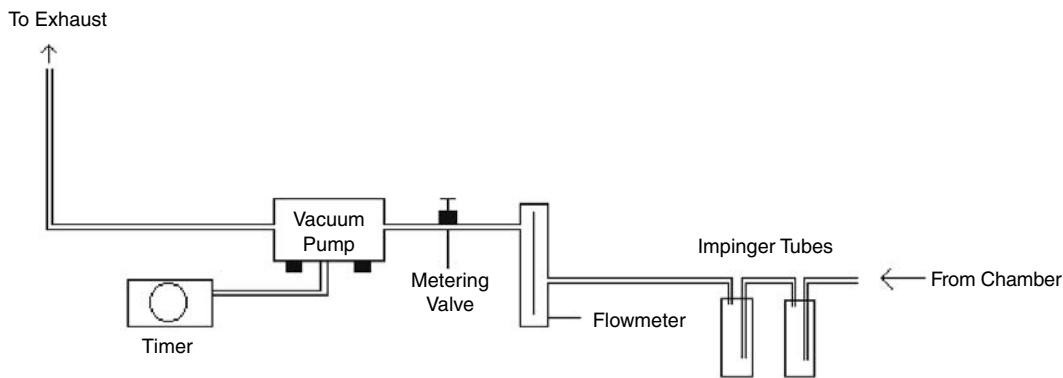 To Exhaust
Vacuum
Pump
Impinger Tubes
Metering
Valve
From Chamber
Flowmeter
Timer